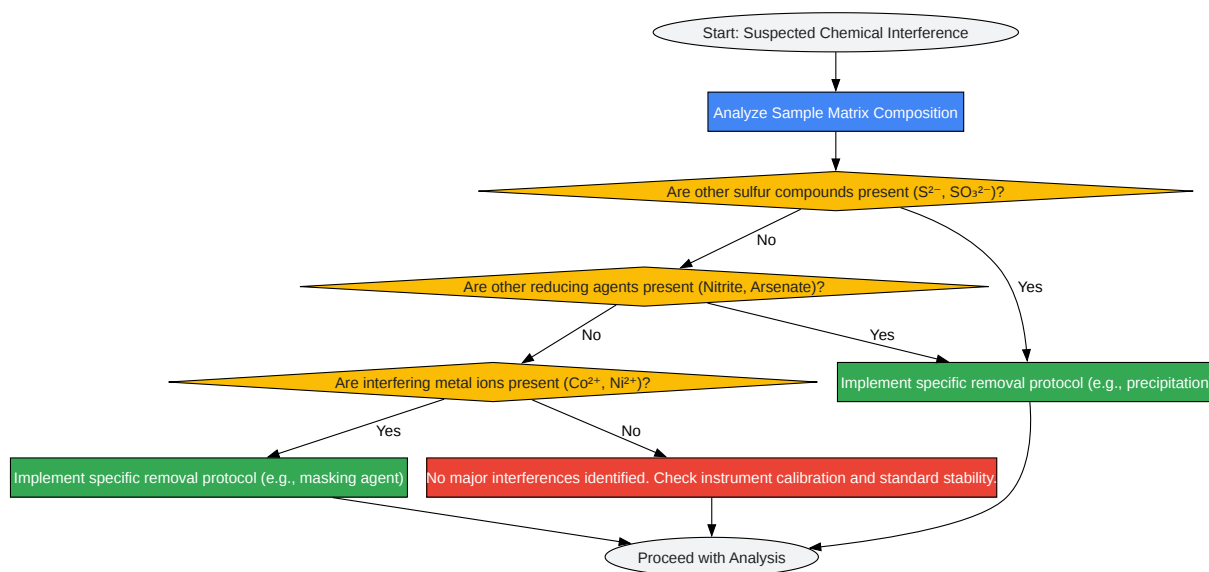 Start: Suspected Chemical Interference
Analyze Sample Matrix Composition
Are other sulfur compounds present (S²⁻, SO₃²⁻)?
No
Yes
Are other reducing agents present (Nitrite, Arsenate)?
No
Yes
Implement specific removal protocol (e.g., precipitation
Are interfering metal ions present (Co²⁺, Ni²⁺)?
Yes
No
Implement specific removal protocol (e.g., masking agent)
No major interferences identified. Check instrument calibration and standard stability.
Proceed with Analysis